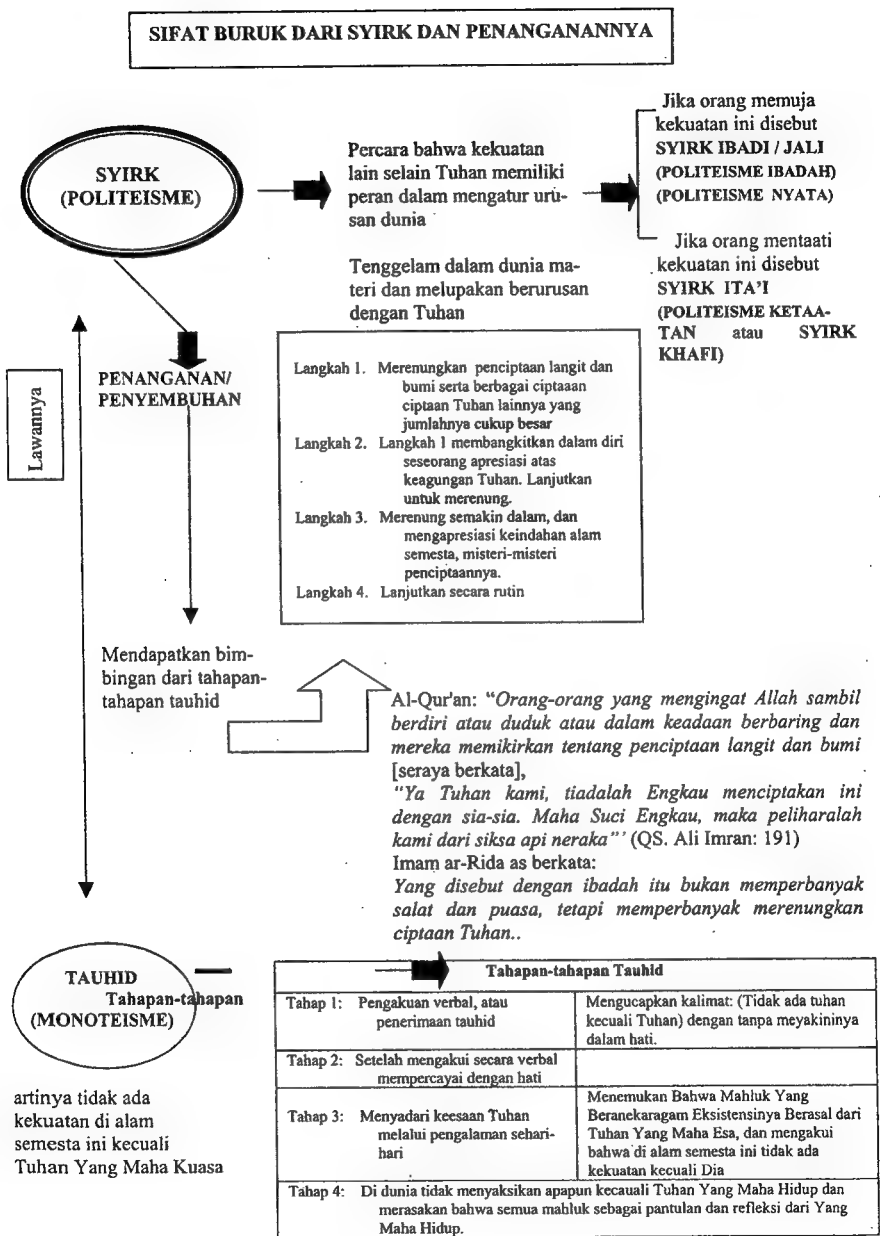 SIFAT BURUK DARI SYIRK DAN PENANGANANNYA
SYIRK
(POLITEISME)
Percara bahwa kekuatan
lain selain Tuhan memiliki
peran dalam mengatur uru-
san dunia
Tenggelam dalam dunia ma-
teri dan melupakan berurusan
dengan Tuhan
Jika orang memuja
kekuatan ini disebut
SYIRK IBADI / JALI
(POLITEISME IBADAH)
(POLITEISME NYATA)
Jika orang mentaati
kekuatan ini disebut
SYIRK ITA'I
(POLITEISME KETAA-
TAN atau SYIRK
KHAFI)
Lawannya
PENANGANAN/
PENYEMBUHAN
Langkah 1. Merenungkan penciptaan langit dan
bumi serta berbagai ciptaaan
ciptaan Tuhan lainnya yang
jumlahnya cukup besar
Langkah 2. Langkah 1 membangkitkan dalam diri
seseorang apresiasi atas
keagungan Tuhan. Lanjutkan
untuk merenung.
Langkah 3. Merenung semakin dalam, dan
mengapresiasi keindahan alam
semesta, misteri-misteri
penciptaannya.
Langkah 4. Lanjutkan secara rutin
Mendapatkan bim-
bingan dari tahapan-
tahapan tauhid
Al-Qur'an: "Orang-orang yang mengingat Allah sambil
berdiri atau duduk atau dalam keadaan berbaring dan
mereka memikirkan tentang penciptaan langit dan bumi
[seraya berkata],
"Ya Tuhan kami, tiadalah Engkau menciptakan ini
dengan sia-sia. Maha Suci Engkau, maka peliharalah
kami dari siksa api neraka"' (QS. Ali Imran: 191)
Imam ar-Rida as berkata:
Yang disebut dengan ibadah itu bukan memperbanyak
salat dan puasa, tetapi memperbanyak merenungkan
ciptaan Tuhan..
TAUHID
Tahapan-tahapan
(MONOTEISME)
artinya tidak ada
kekuatan di alam
semesta ini kecuali
Tuhan Yang Maha Kuasa
Tahapan-tahapan Tauhid
Tahap 1: Pengakuan verbal, atau
penerimaan tauhid
Mengucapkan kalimat: (Tidak ada tuhan
kecuali Tuhan) dengan tanpa meyakininya
dalam hati.
Tahap 2: Setelah mengakui secara verbal
mempercayai dengan hati
Tahap 3: Menyadari keesaan Tuhan
melalui pengalaman sehari-
hari
Menemukan Bahwa Mahluk Yang
Beranekaragam Eksistensinya Berasal dari
Tuhan Yang Maha Esa, dan mengakui
bahwa di alam semesta ini tidak ada
kekuatan kecuali Dia
Tahap 4: Di dunia tidak menyaksikan apapun kecauali Tuhan Yang Maha Hidup dan
merasakan bahwa semua mahluk sebagai pantulan dan refleksi dari Yang
Maha Hidup.